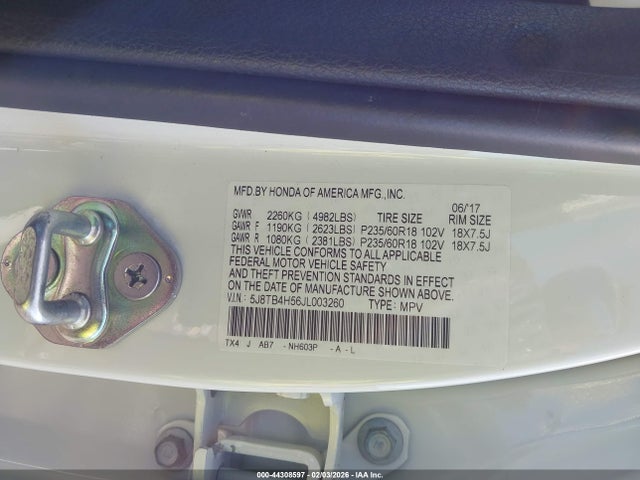 MFD.BY HONDA OF AMERICA MFG.,INC.
06/'17
GVWR 2260KG (4982LBS) TIRE SIZE RIM SIZE
GAWR F 1190KG (2623LBS) P235/60R18 102V 18X7.5J
GAWR R 1080KG (2381LBS) P235/60R18 102V 18X7.5J
THIS VEHICLE CONFORMS TO ALL APPLICABLE
FEDERAL MOTOR VEHICLE SAFETY
AND THEFT PREVENTION STANDARDS IN EFFECT
ON THE DATE OF MANUFACTURE SHOWN ABOVE.
V.I.N: 5J8TB4H56JL003260 TYPE: MPV
TX4 J AB7 -NH603P -A -L
000-44308597 - 02/03/2026 - Copyright IAA, Inc.